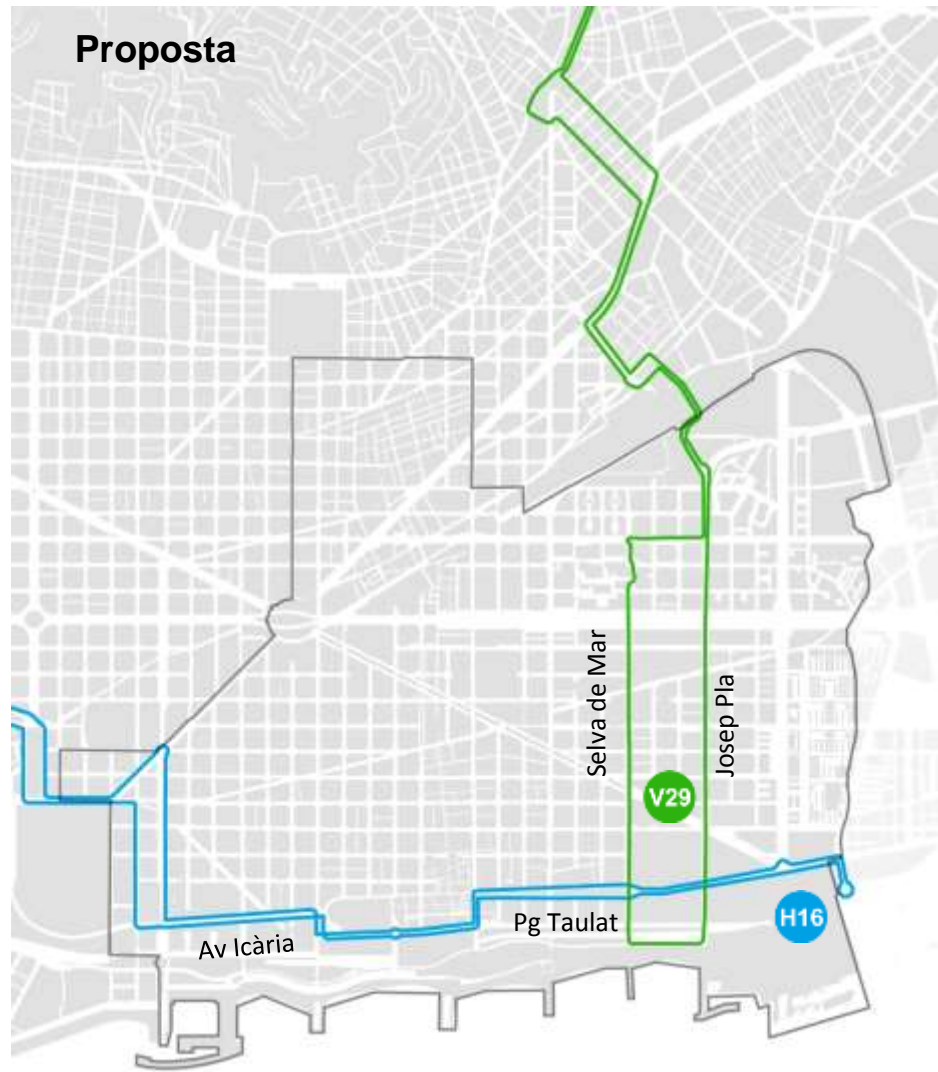 Proposta
Selva de Mar
Josep Pla
V29
Pg Taulat
H16
Av Icària